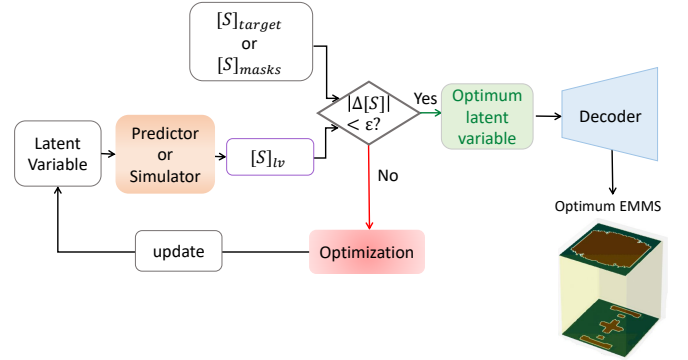 [S]target
or
[S]masks
|Δ[S]|
< ε?
Yes
Optimum
latent
variable
Decoder
Latent
Variable
Predictor
or
Simulator
[S]lv
No
Optimum EMMS
update
Optimization